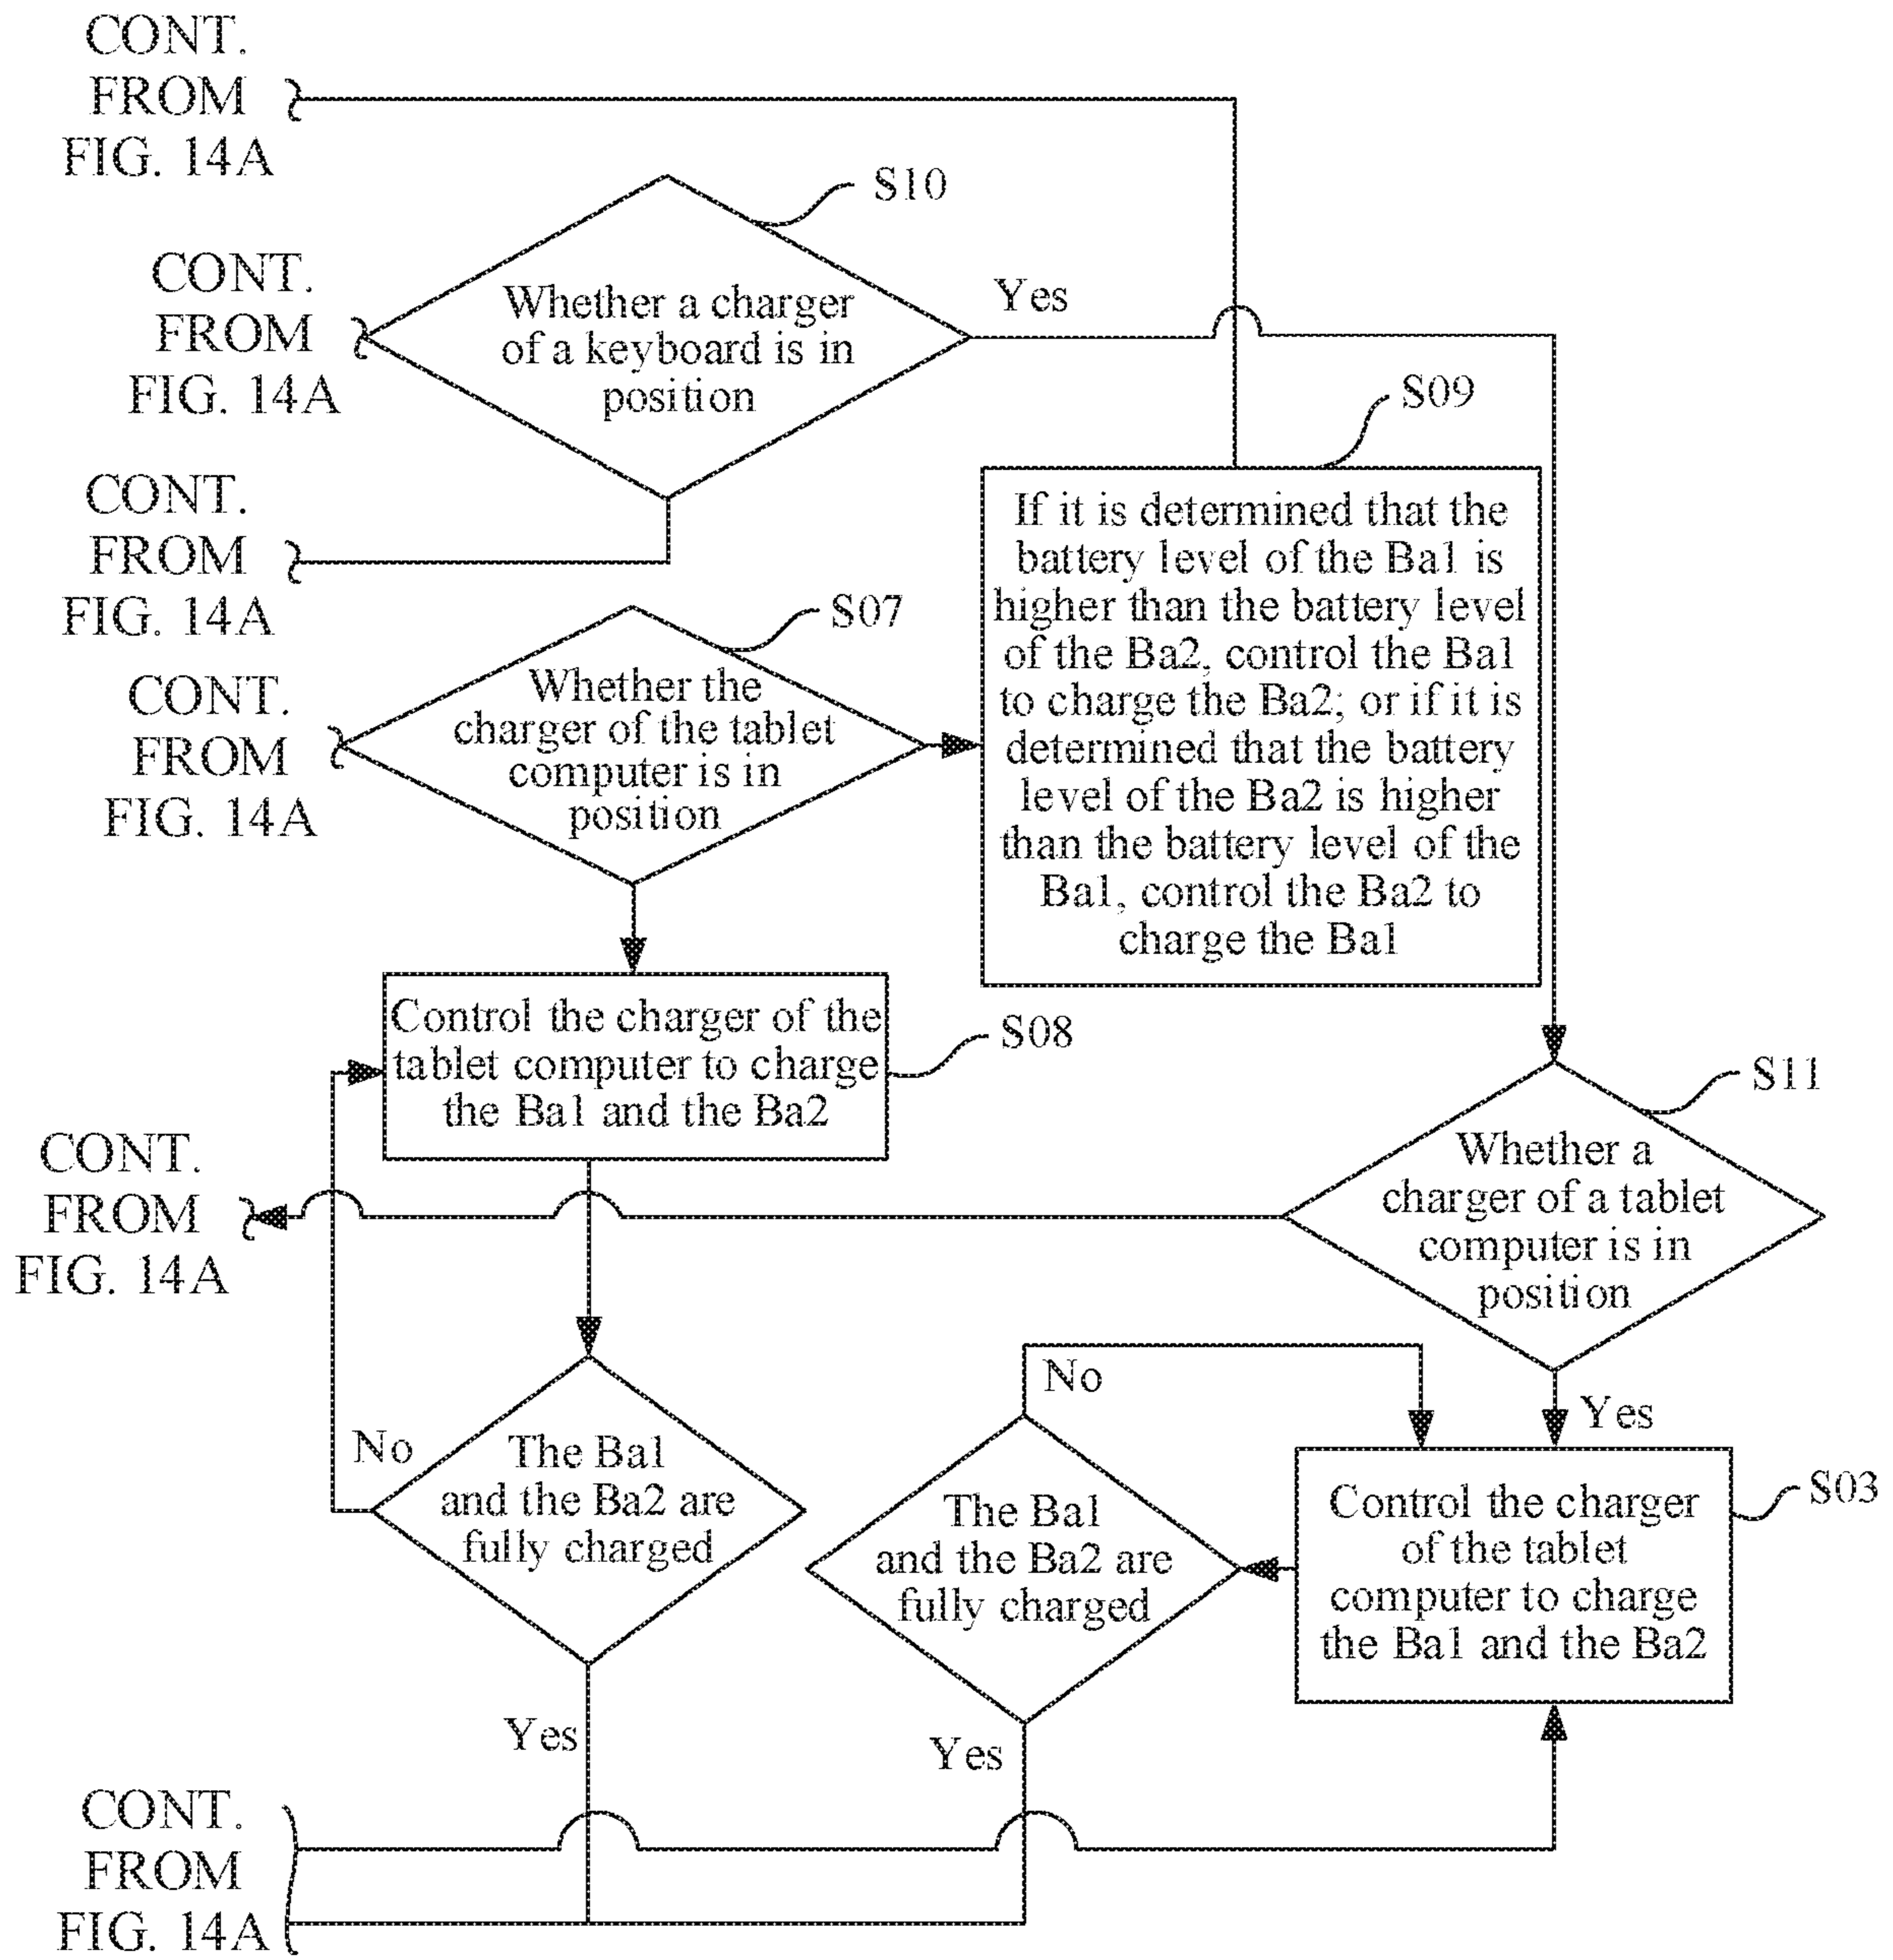 CONT.
FROM
FIG. 14A
S10
CONT.
FROM
FIG. 14A
Whether a charger
of a keyboard is in
position
Yes
S09
CONT.
FROM
FIG. 14A
If it is determined that the
battery level of the Ba1 is
higher than the battery level
of the Ba2, control the Ba1
to charge the Ba2; or if it is
determined that the battery
level of the Ba2 is higher
than the battery level of the
Ba1, control the Ba2 to
charge the Ba1
S07
CONT.
FROM
FIG. 14A
Whether the
charger of the tablet
computer is in
position
Control the charger of the
tablet computer to charge
the Ba1 and the Ba2
S08
S11
CONT.
FROM
FIG. 14A
Whether a
charger of a tablet
computer is in
position
No
Yes
No
The Ba1
and the Ba2 are
fully charged
The Ba1
and the Ba2 are
fully charged
Control the charger
of the tablet
computer to charge
the Ba1 and the Ba2
S03
Yes
Yes
CONT.
FROM
FIG. 14A